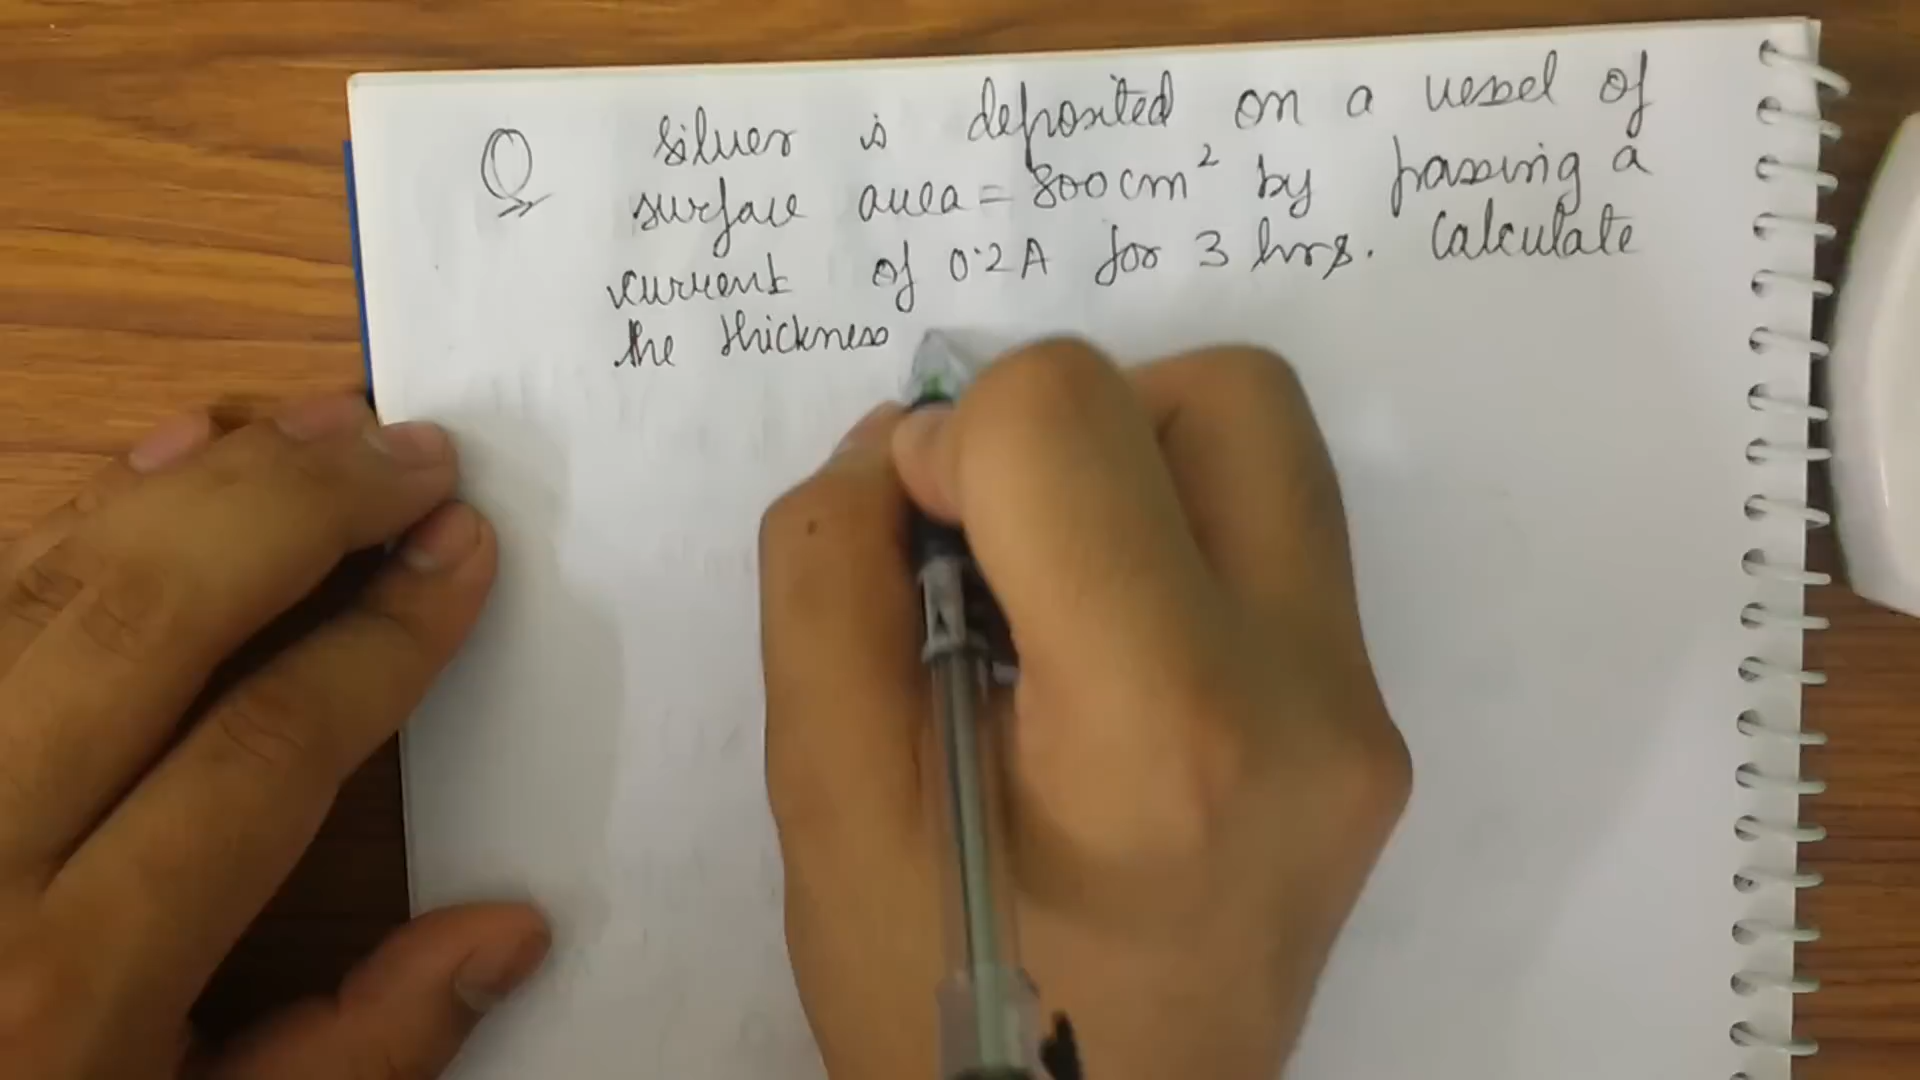 Q Silver is deposited on a vessel of
surface area = 800 cm² by passing a
current of 0.2A for 3 hrs. Calculate
the thickness